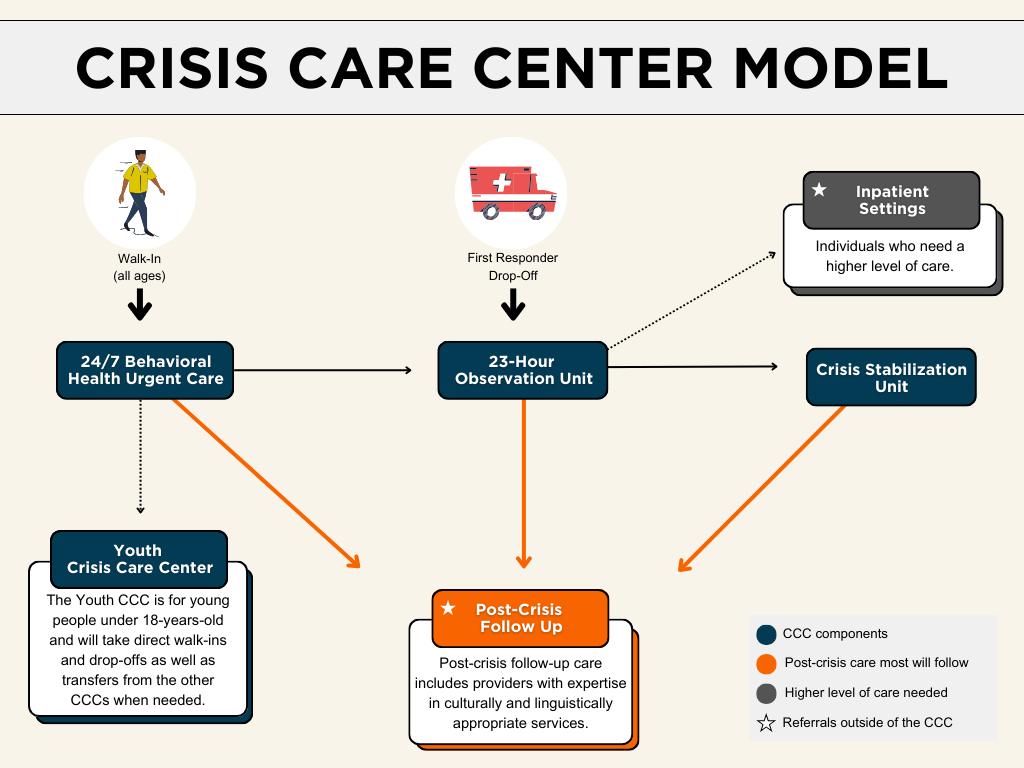 CRISIS CARE CENTER MODEL
Walk-In
(all ages)
First Responder
Drop-Off
Inpatient
Settings
Individuals who need a
higher level of care.
24/7 Behavioral
Health Urgent Care
23-Hour
Observation Unit
Crisis Stabilization
Unit
Youth
Crisis Care Center
The Youth CCC is for young
people under 18-years-old
and will take direct walk-ins
and drop-offs as well as
transfers from the other
CCCs when needed.
Post-Crisis
Follow Up
Post-crisis follow-up care
includes providers with expertise
in culturally and linguistically
appropriate services.
CCC components
Post-crisis care most will follow
Higher level of care needed
Referrals outside of the CCC